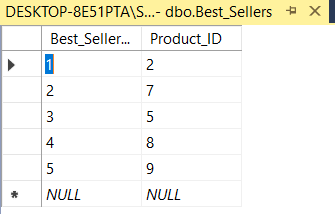 DESKTOP-8E51PTA\S...- dbo.Best_Sellers
Best_Seller... Product_ID
1 2
2 7
3 5
4 8
5 9
NULL NULL